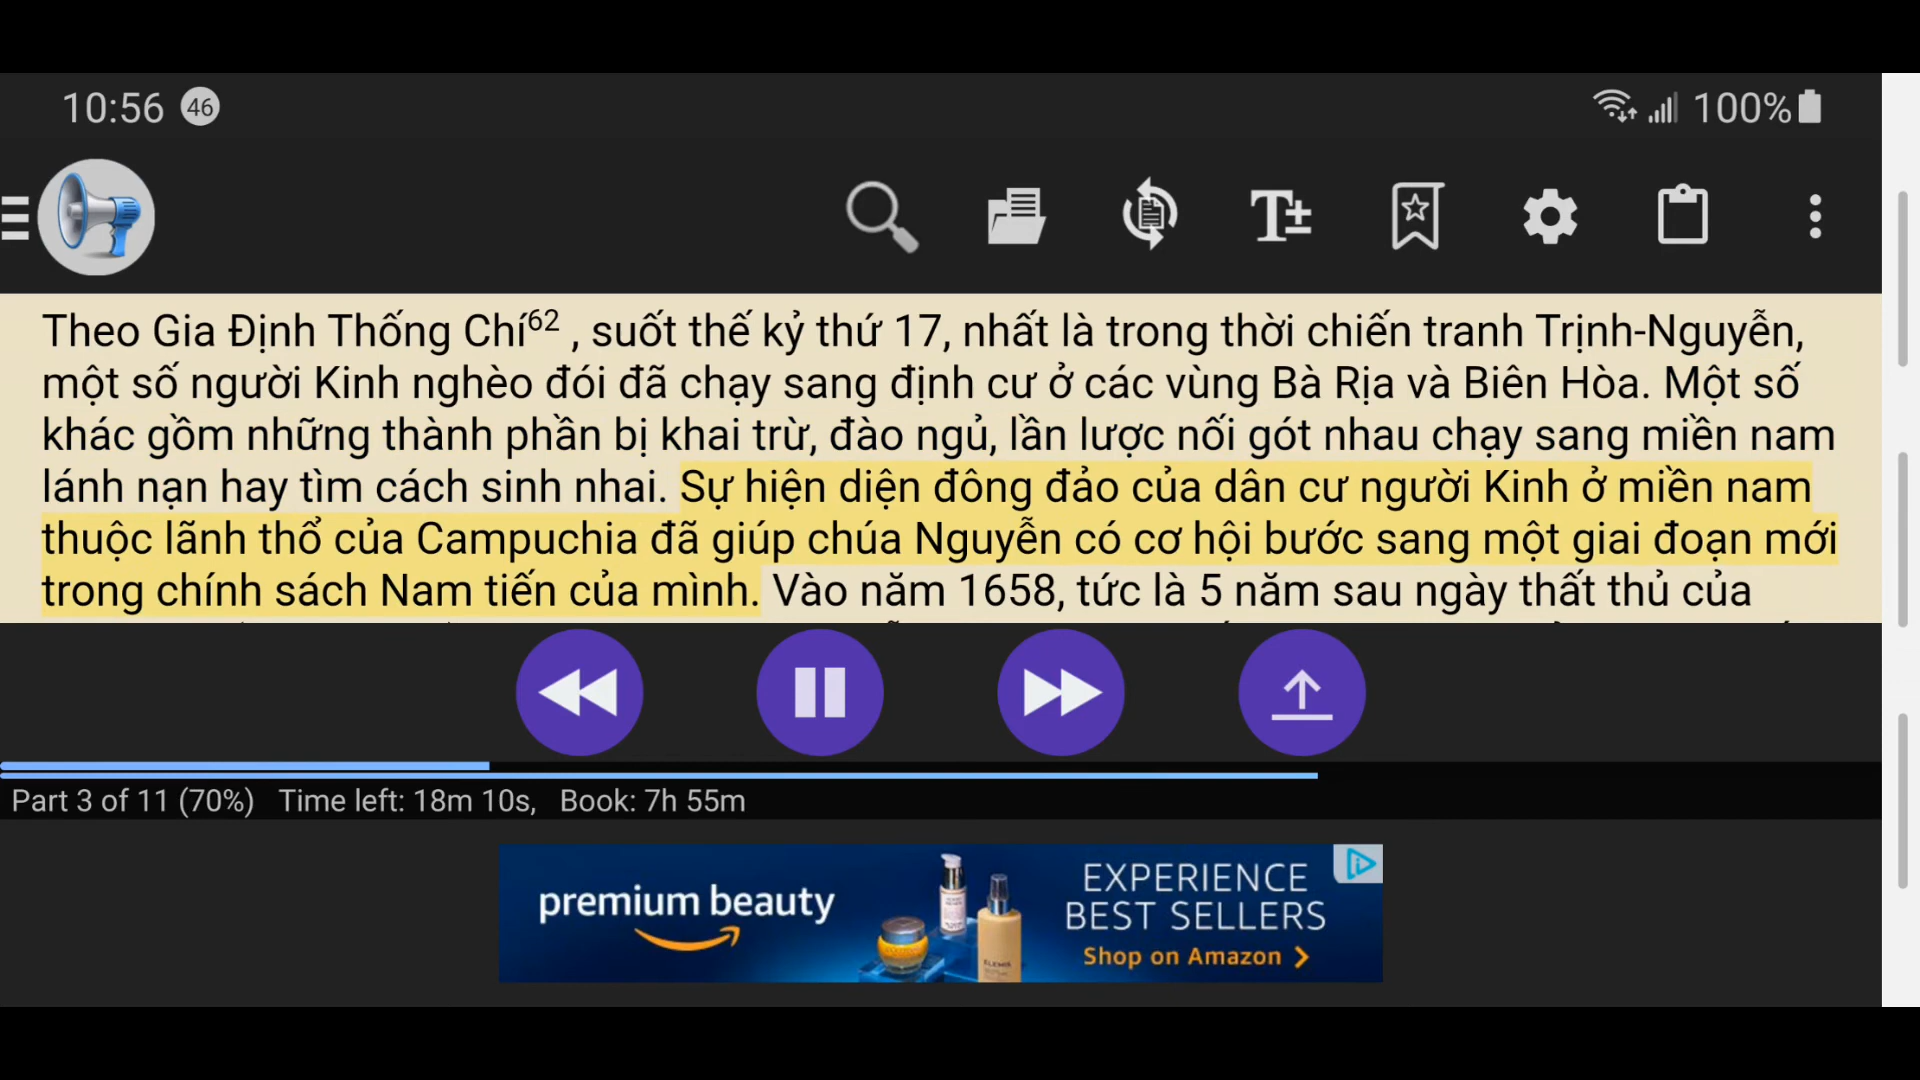 10:56 46 100%
Theo Gia Định Thống Chí62 , suốt thế kỷ thứ 17, nhất là trong thời chiến tranh Trịnh-Nguyễn,
một số người Kinh nghèo đói đã chạy sang định cư ở các vùng Bà Rịa và Biên Hòa. Một số
khác gồm những thành phần bị khai trừ, đào ngủ, lần lược nối gót nhau chạy sang miền nam
lánh nạn hay tìm cách sinh nhai. Sự hiện diện đông đảo của dân cư người Kinh ở miền nam
thuộc lãnh thổ của Campuchia đã giúp chúa Nguyễn có cơ hội bước sang một giai đoạn mới
trong chính sách Nam tiến của mình. Vào năm 1658, tức là 5 năm sau ngày thất thủ của
Part 3 of 11 (70%) Time left: 18m 10s, Book: 7h 55m
premium beauty
EXPERIENCE
BEST SELLERS
Shop on Amazon
ELEMIS